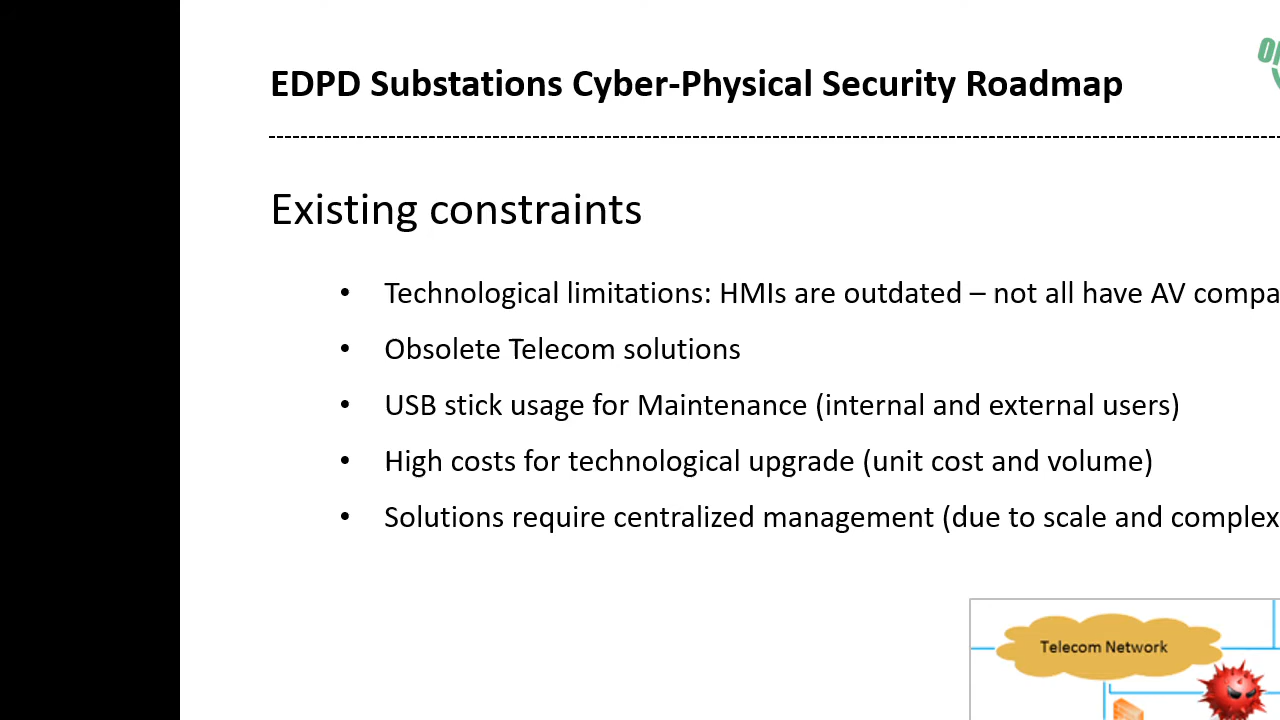 EDPD Substations Cyber-Physical Security Roadmap
Existing constraints
• Technological limitations: HMIs are outdated – not all have AV compa
• Obsolete Telecom solutions
• USB stick usage for Maintenance (internal and external users)
• High costs for technological upgrade (unit cost and volume)
• Solutions require centralized management (due to scale and complex
Telecom Network